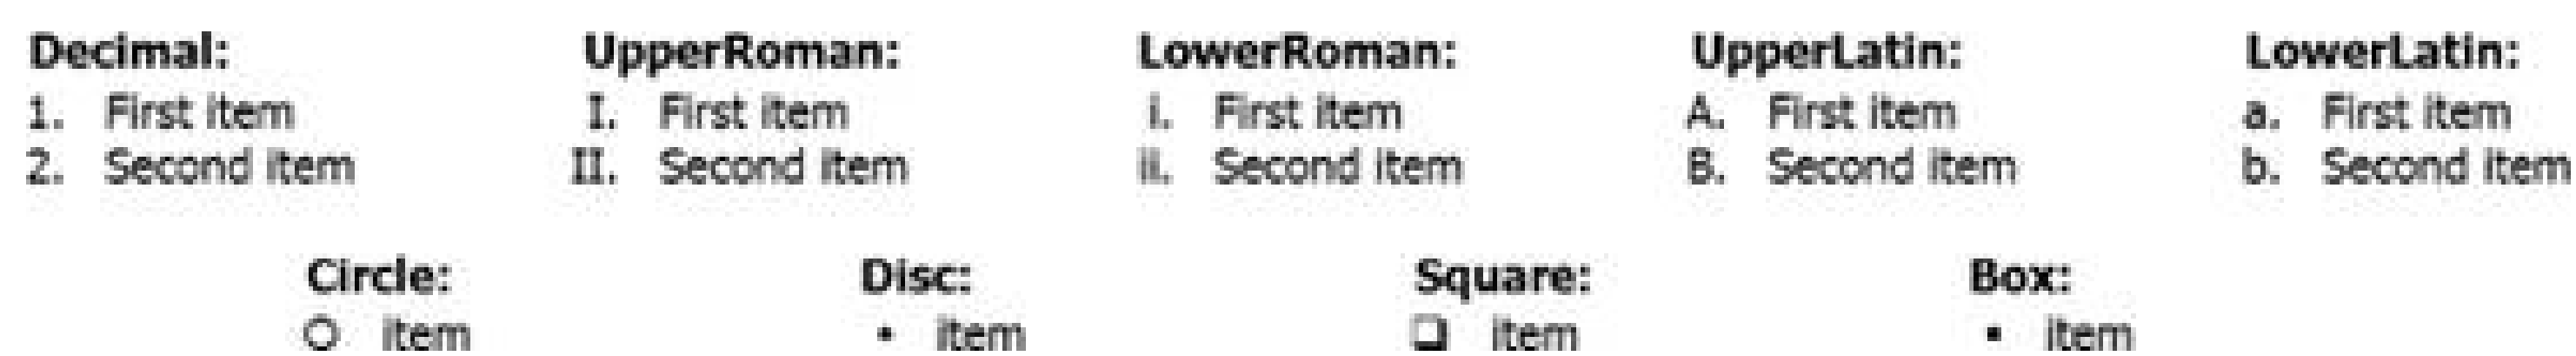 Decimal: UpperRoman: LowerRoman: UpperLatin: LowerLatin:
1. First item I. First item i. First item A. First item a. First item
2. Second item II. Second item ii. Second item B. Second item b. Second item
Circle: Disc: Square: Box:
○ item • item ❑ item ▪ item